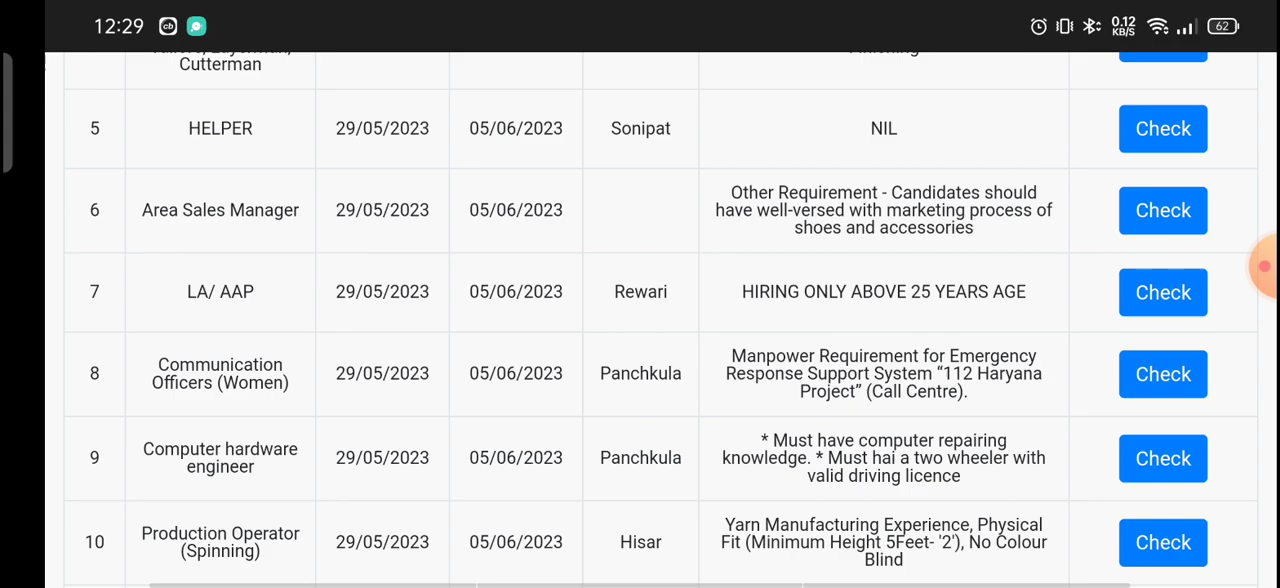 12:29 cb 0.12 KB/S 62
Cutterman
5 HELPER 29/05/2023 05/06/2023 Sonipat NIL Check
6 Area Sales Manager 29/05/2023 05/06/2023 Other Requirement - Candidates should
have well-versed with marketing process of
shoes and accessories Check
7 LA/ AAP 29/05/2023 05/06/2023 Rewari HIRING ONLY ABOVE 25 YEARS AGE Check
8 Communication
Officers (Women) 29/05/2023 05/06/2023 Panchkula Manpower Requirement for Emergency
Response Support System “112 Haryana
Project” (Call Centre). Check
9 Computer hardware
engineer 29/05/2023 05/06/2023 Panchkula * Must have computer repairing
knowledge. * Must hai a two wheeler with
valid driving licence Check
10 Production Operator
(Spinning) 29/05/2023 05/06/2023 Hisar Yarn Manufacturing Experience, Physical
Fit (Minimum Height 5Feet- '2'), No Colour
Blind Check